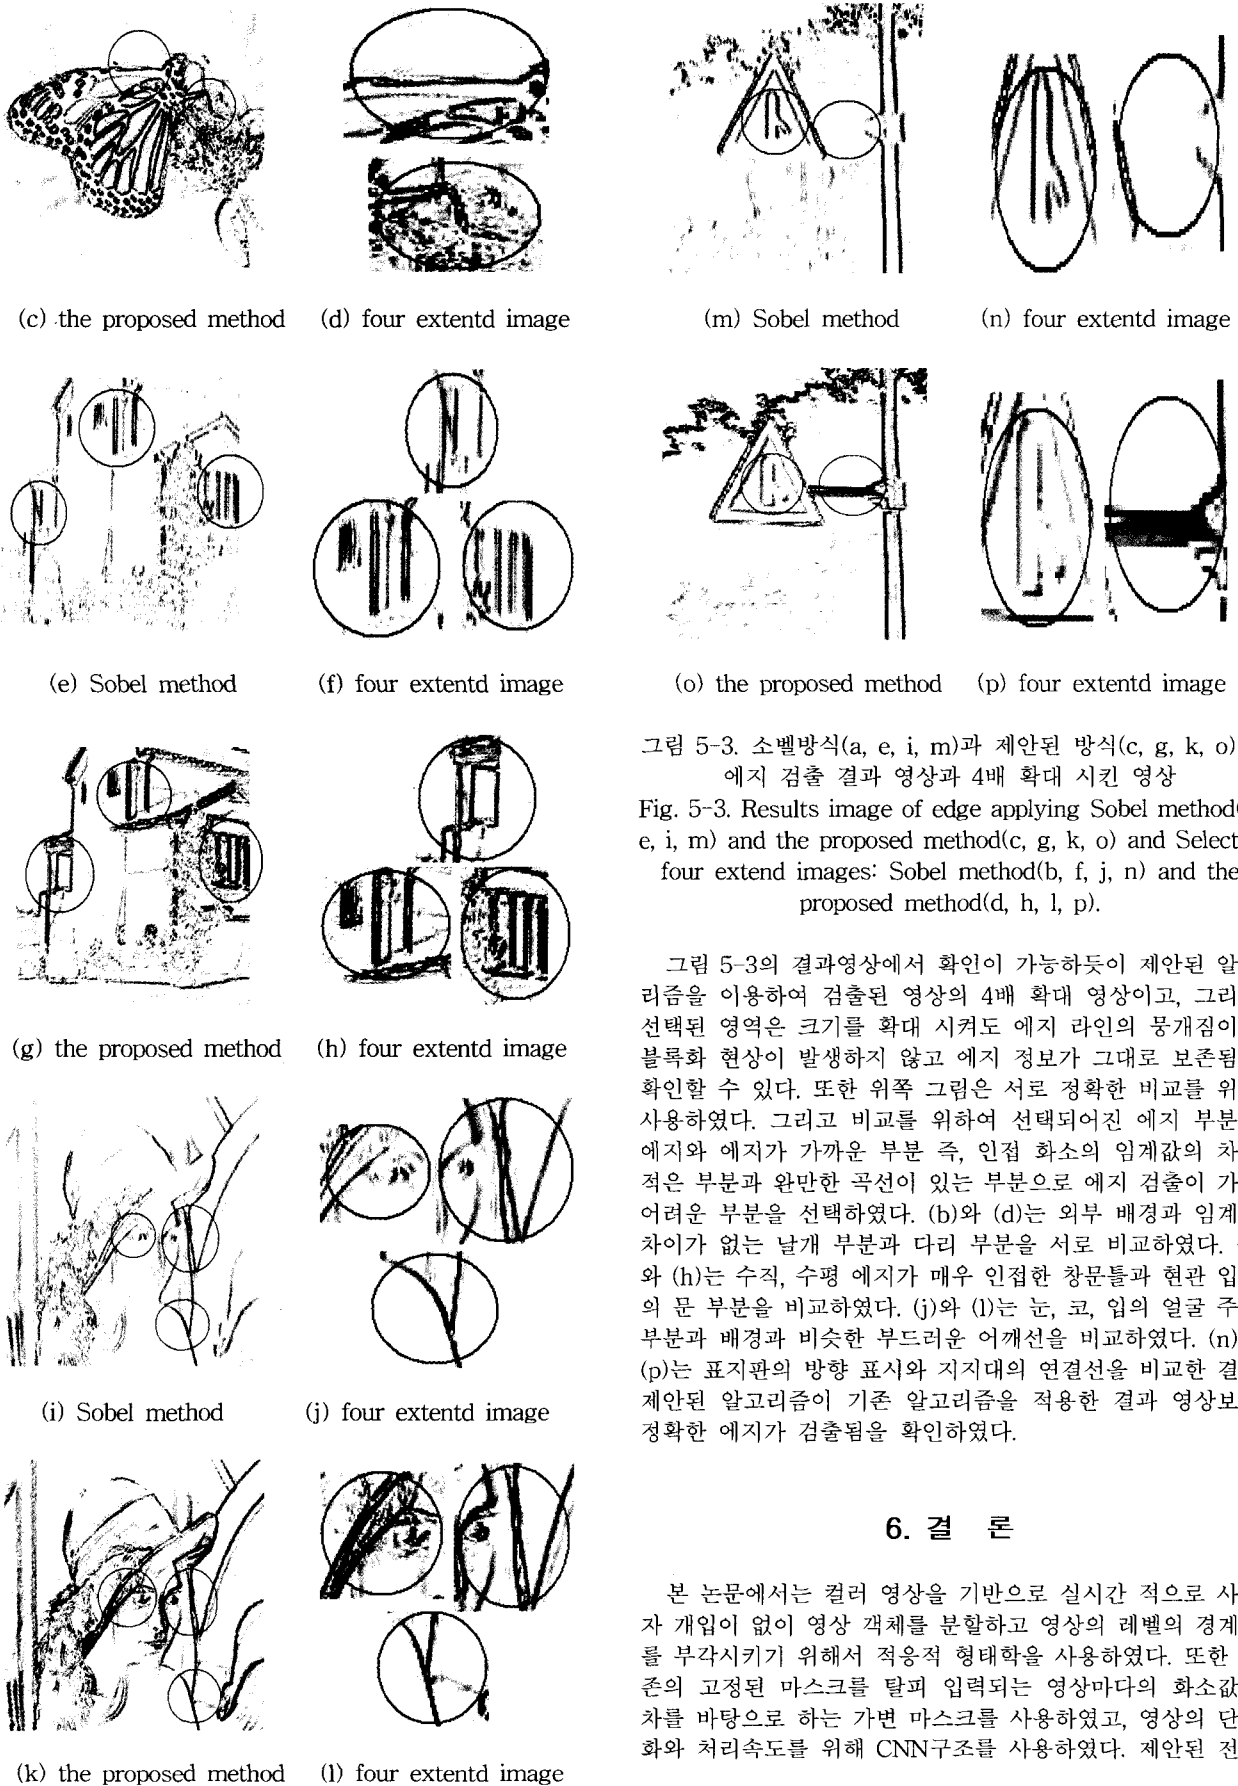 (c) the proposed method (d) four extentd image
(e) Sobel method (f) four extentd image
(g) the proposed method (h) four extentd image
(i) Sobel method (j) four extentd image
(k) the proposed method (l) four extentd image
(m) Sobel method (n) four extentd image
(o) the proposed method (p) four extentd image
그림 5-3. 소벨방식(a, e, i, m)과 제안된 방식(c, g, k, o)
에지 검출 결과 영상과 4배 확대 시킨 영상
Fig. 5-3. Results image of edge applying Sobel method(
e, i, m) and the proposed method(c, g, k, o) and Select
four extend images: Sobel method(b, f, j, n) and the
proposed method(d, h, l, p).
그림 5-3의 결과영상에서 확인이 가능하듯이 제안된 알
리즘을 이용하여 검출된 영상의 4배 확대 영상이고, 그리
선택된 영역은 크기를 확대 시켜도 에지 라인의 뭉개짐이
블록화 현상이 발생하지 않고 에지 정보가 그대로 보존됨
확인할 수 있다. 또한 위쪽 그림은 서로 정확한 비교를 위
사용하였다. 그리고 비교를 위하여 선택되어진 에지 부분
에지와 에지가 가까운 부분 즉, 인접 화소의 임계값의 차
적은 부분과 완만한 곡선이 있는 부분으로 에지 검출이 가
어려운 부분을 선택하였다. (b)와 (d)는 외부 배경과 임계
차이가 없는 날개 부분과 다리 부분을 서로 비교하였다.
와 (h)는 수직, 수평 에지가 매우 인접한 창문틀과 현관 입
의 문 부분을 비교하였다. (j)와 (l)는 눈, 코, 입의 얼굴 주
부분과 배경과 비슷한 부드러운 어깨선을 비교하였다. (n)
(p)는 표지판의 방향 표시와 지지대의 연결선을 비교한 결
제안된 알고리즘이 기존 알고리즘을 적용한 결과 영상보
정확한 에지가 검출됨을 확인하였다.
6. 결 론
본 논문에서는 컬러 영상을 기반으로 실시간 적으로 사
자 개입이 없이 영상 객체를 분할하고 영상의 레벨의 경계
를 부각시키기 위해서 적응적 형태학을 사용하였다. 또한
존의 고정된 마스크를 탈피 입력되는 영상마다의 화소값
차를 바탕으로 하는 가변 마스크를 사용하였고, 영상의 단
화와 처리속도를 위해 CNN구조를 사용하였다. 제안된 전